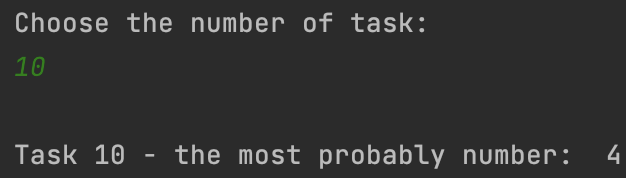 Choose the number of task:
10
Task 10 - the most probably number:  4